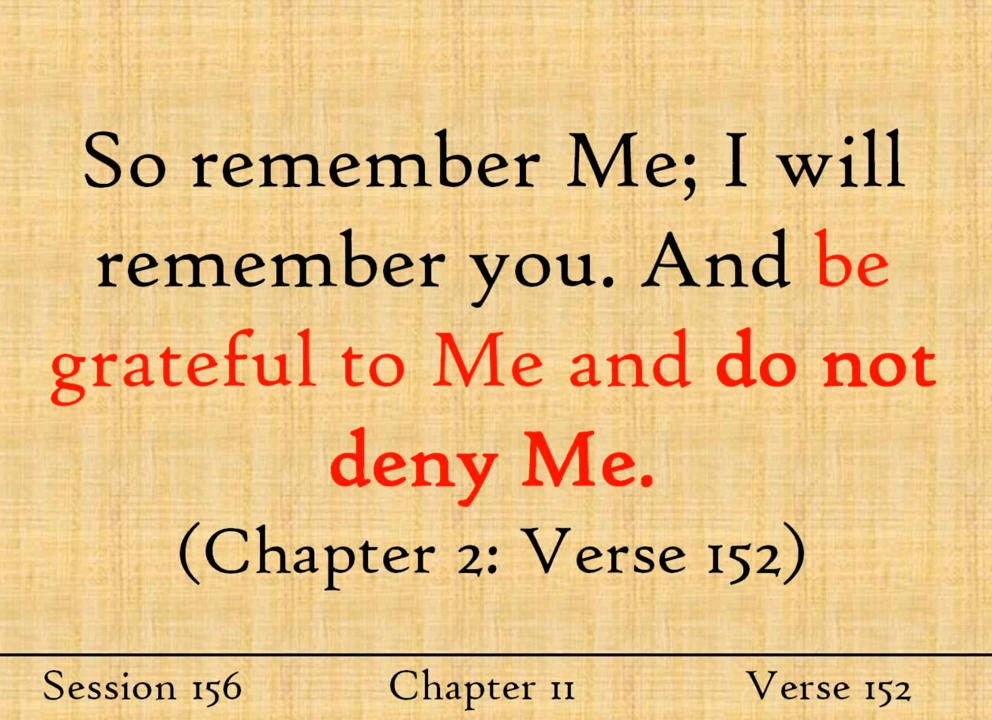 So remember Me; I will
remember you. And be
grateful to Me and do not
deny Me.
(Chapter 2: Verse 152)
Session 156 Chapter 11 Verse 152